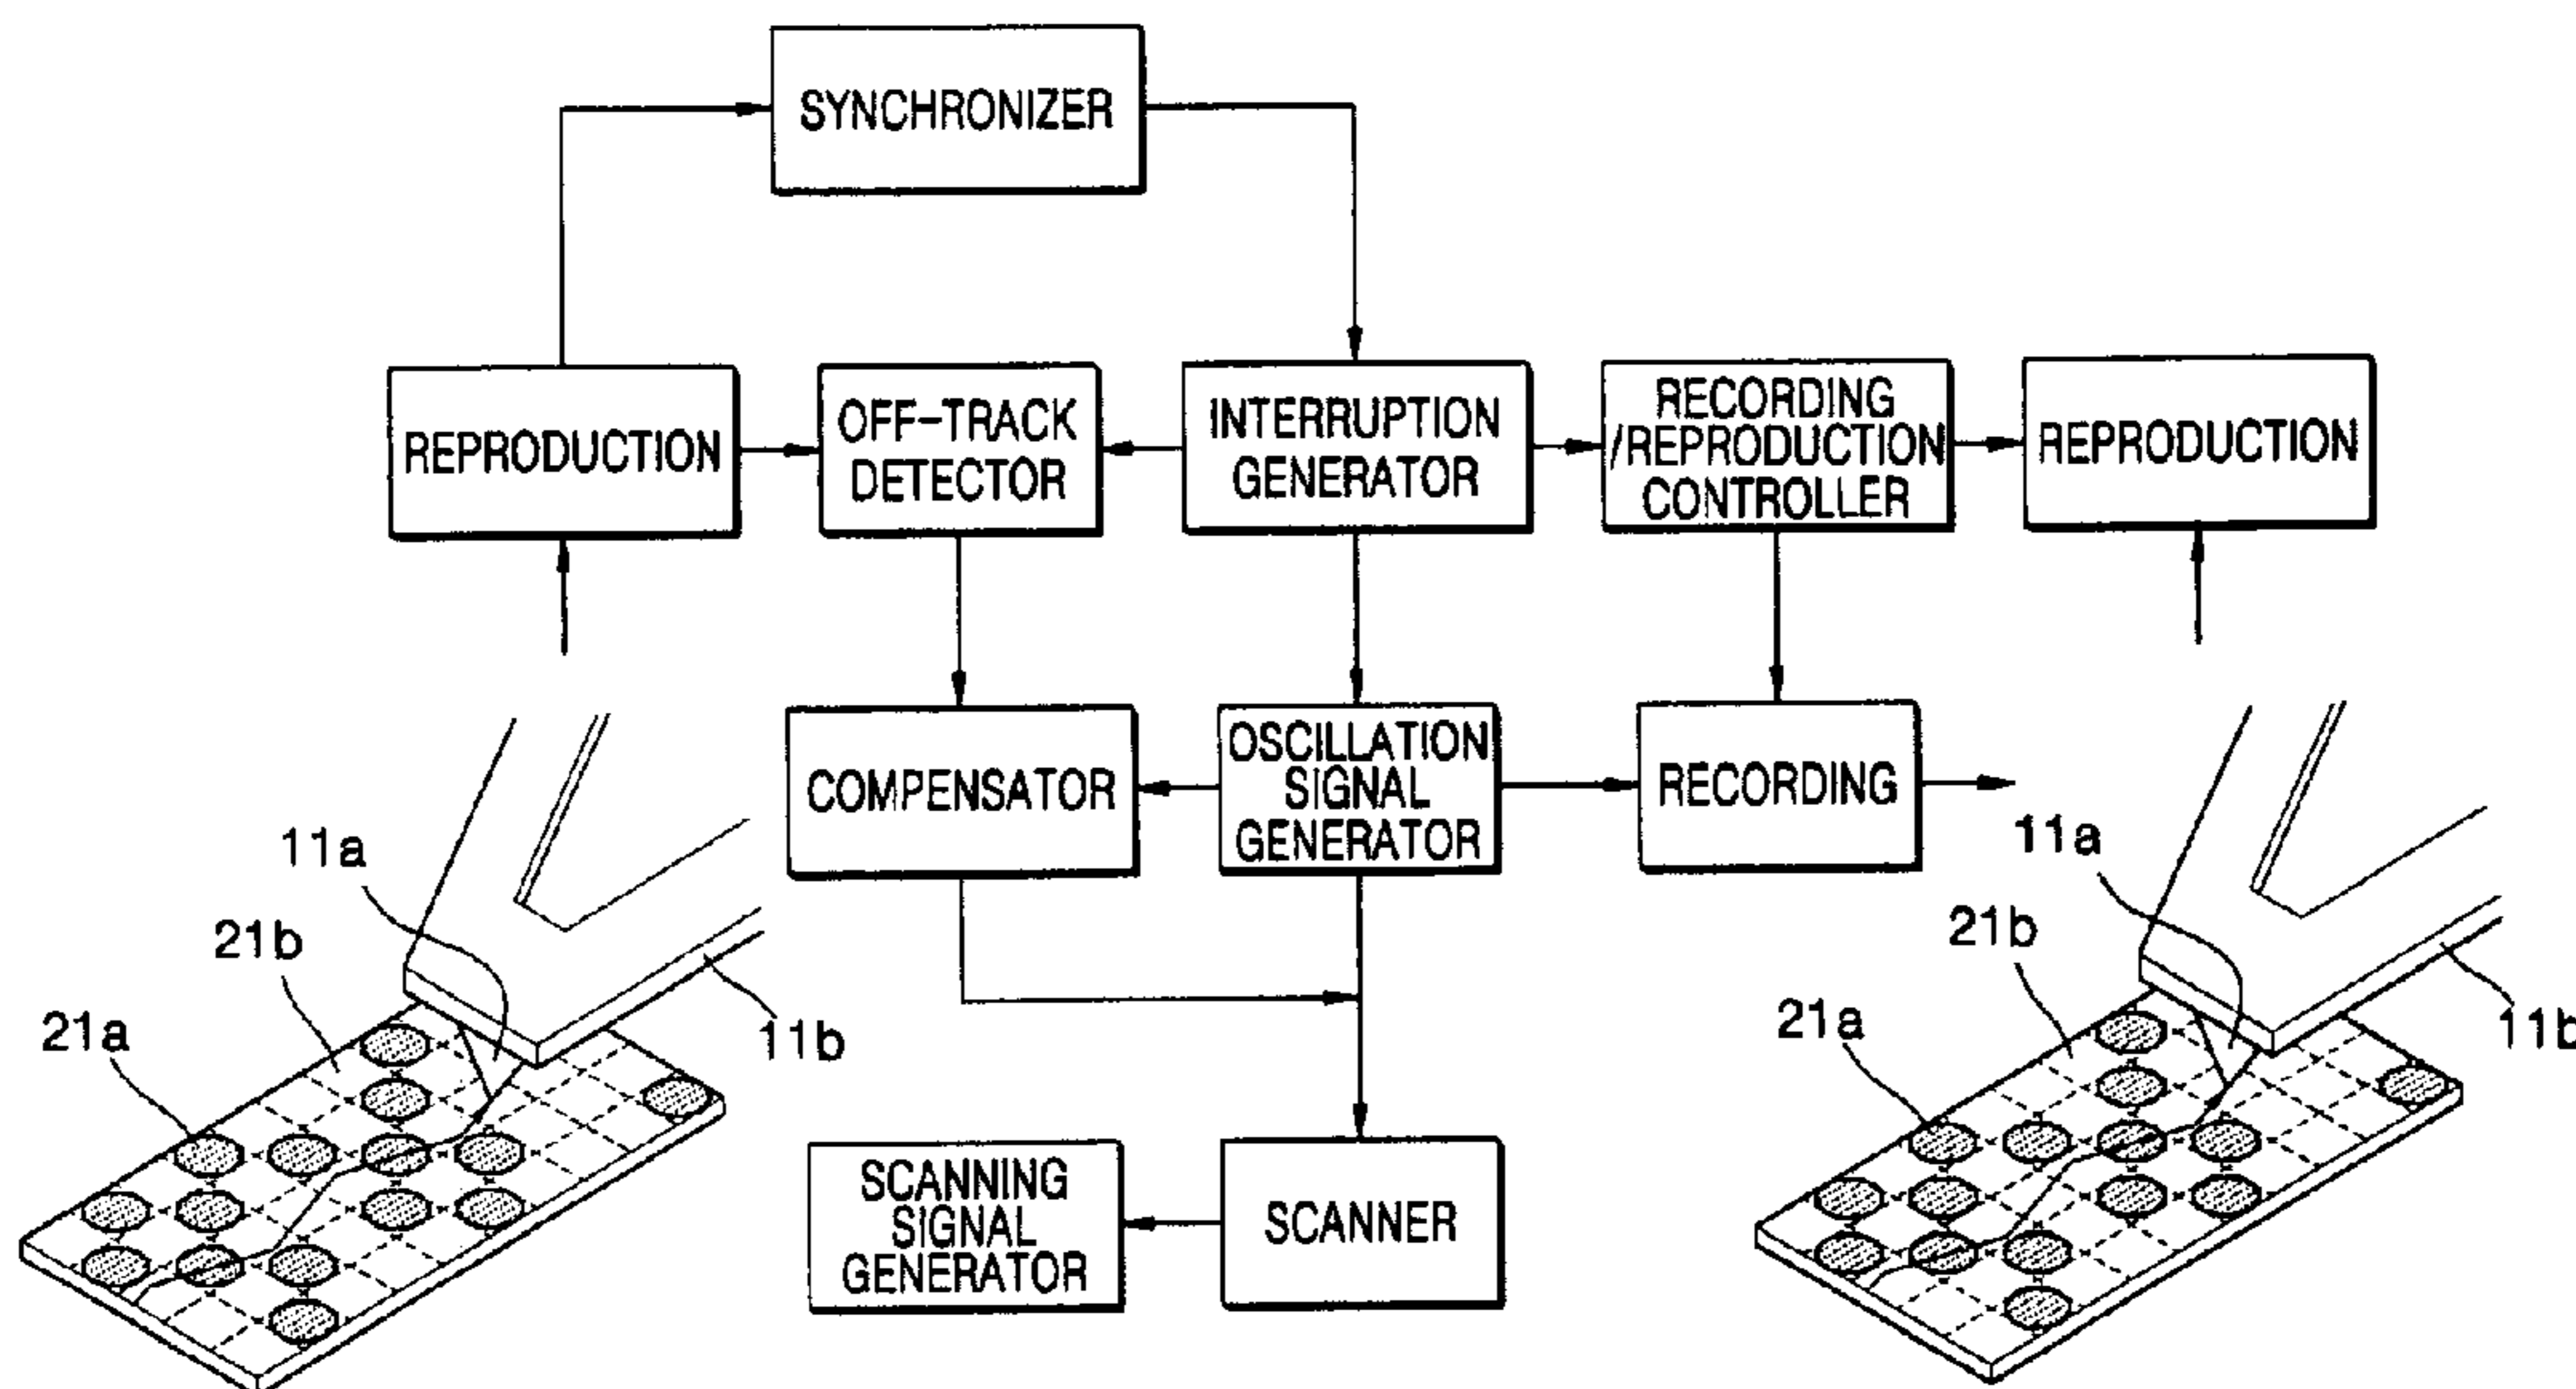 SYNCHRONIZER
REPRODUCTION
OFF-TRACK
DETECTOR
INTERRUPTION
GENERATOR
RECORDING
/REPRODUCTION
CONTROLLER
REPRODUCTION
COMPENSATOR
OSCILLATION
SIGNAL
GENERATOR
RECORDING
11a
21b
21a
11b
11a
21b
21a
11b
SCANNING
SIGNAL
GENERATOR
SCANNER